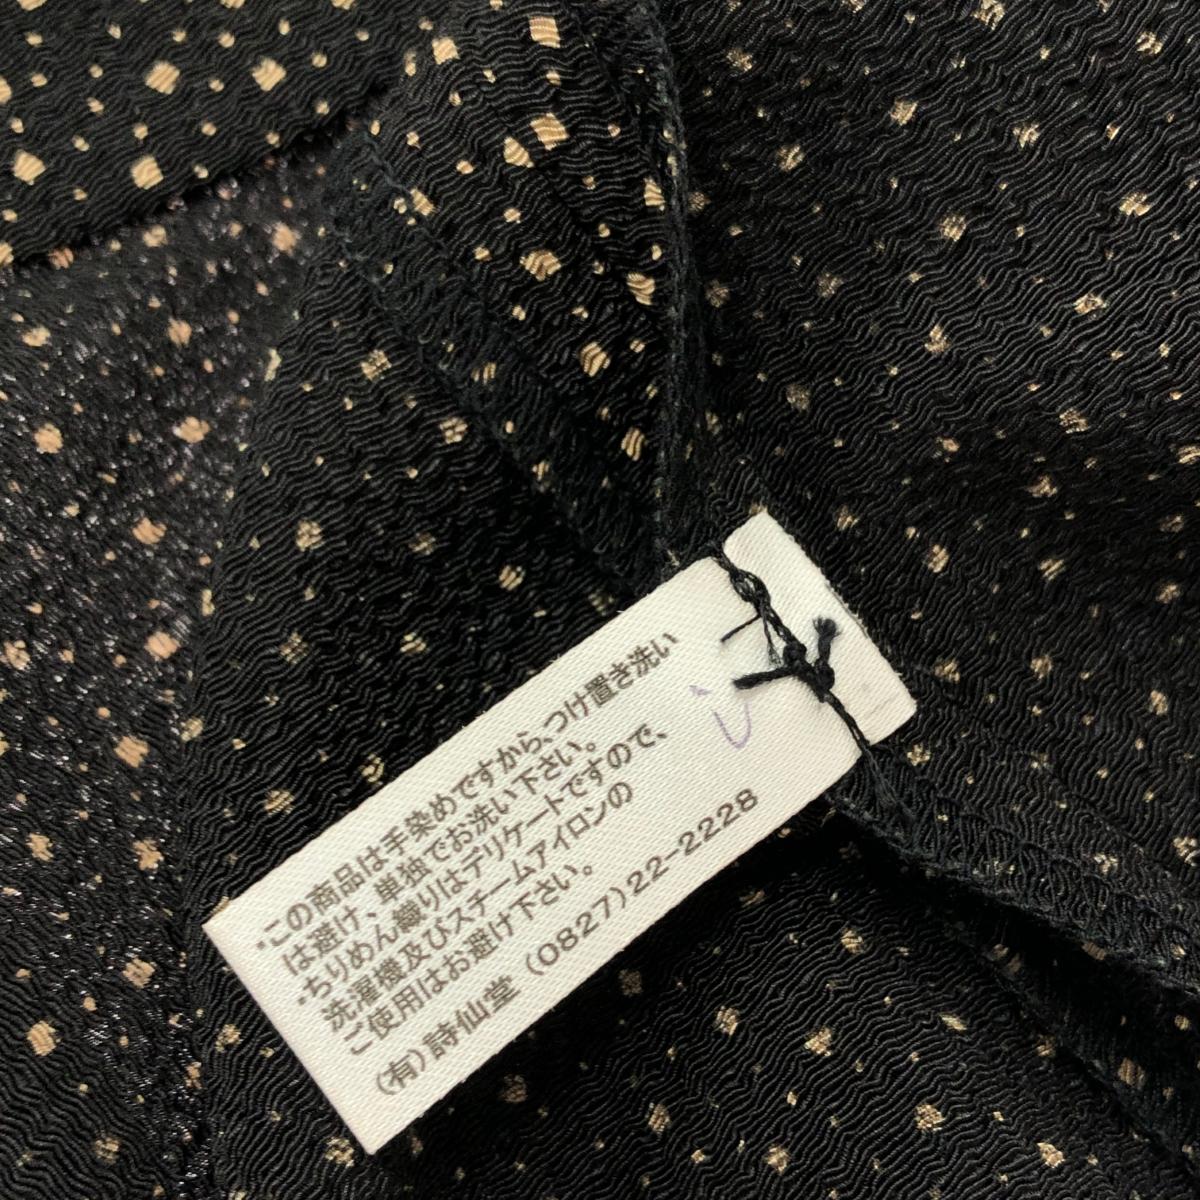 ・この商品は手染めですから、つけ置き洗い
は避け、単独でお洗い下さい。
・ちりめん織りはデリケートですので、
洗濯機及びスチームアイロンの
ご使用はお避け下さい。
(有)詩仙堂 (0827)22-2228